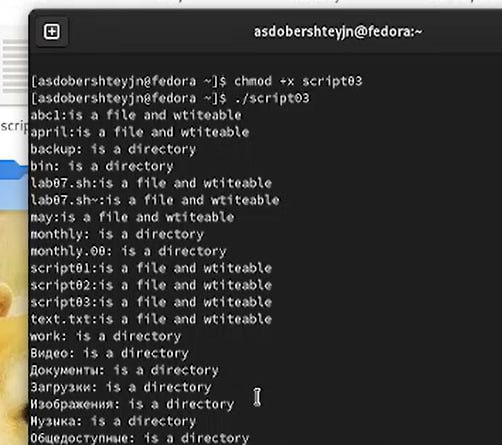 asdobershteyjn@fedora:~
[asdobershteyjn@fedora ~]$ chmod +x script03
[asdobershteyjn@fedora ~]$ ./script03
abc1:is a file and wtiteable
april:is a file and wtiteable
backup: is a directory
bin: is a directory
lab07.sh:is a file and wtiteable
lab07.sh~:is a file and wtiteable
may:is a file and wtiteable
monthly: is a directory
monthly.00: is a directory
script01:is a file and wtiteable
script02:is a file and wtiteable
script03:is a file and wtiteable
text.txt:is a file and wtiteable
work: is a directory
Видео: is a directory
Документы: is a directory
Загрузки: is a directory
Изображения: is a directory
Музыка: is a directory
Общедоступные: is a directory